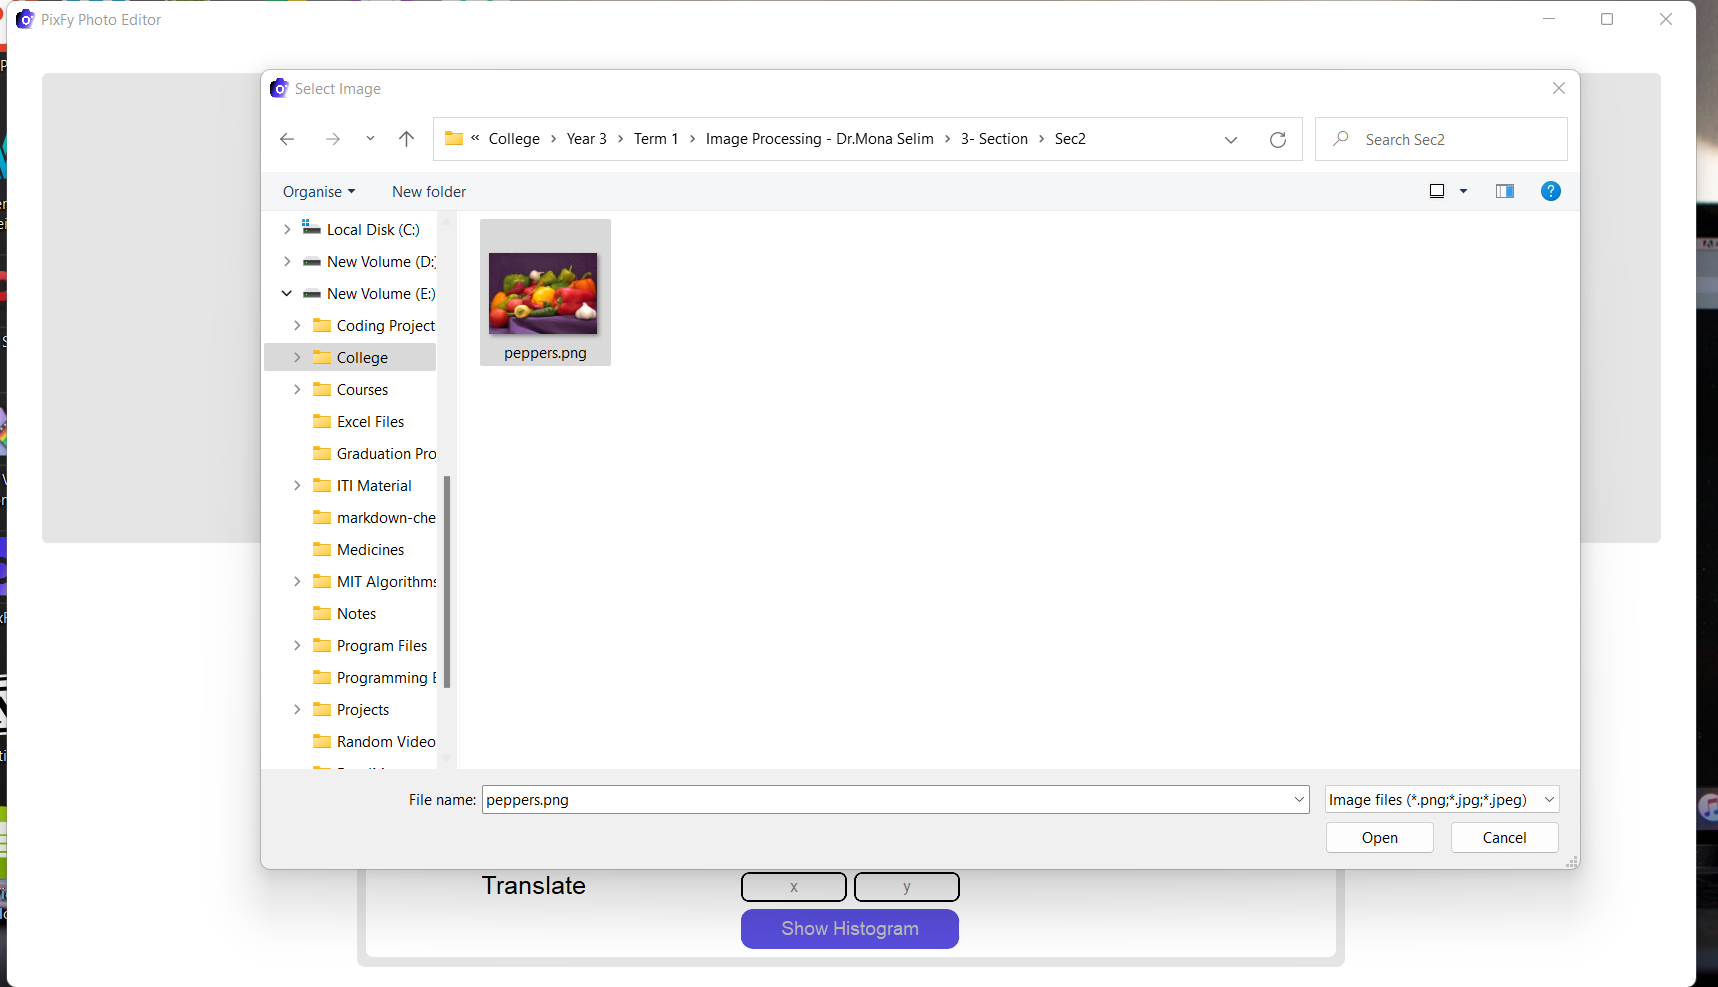 PixFy Photo Editor
Select Image
« College > Year 3 > Term 1 > Image Processing - Dr.Mona Selim > 3- Section > Sec2
Search Sec2
Organise
New folder
Local Disk (C:)
New Volume (D:)
New Volume (E:)
Coding Project
College
Courses
Excel Files
Graduation Pro
ITI Material
markdown-che
Medicines
MIT Algorithms
Notes
Program Files
Programming E
Projects
Random Video
peppers.png
File name: peppers.png
Image files (*.png;*.jpg;*.jpeg)
Open
Cancel
Translate
x
y
Show Histogram